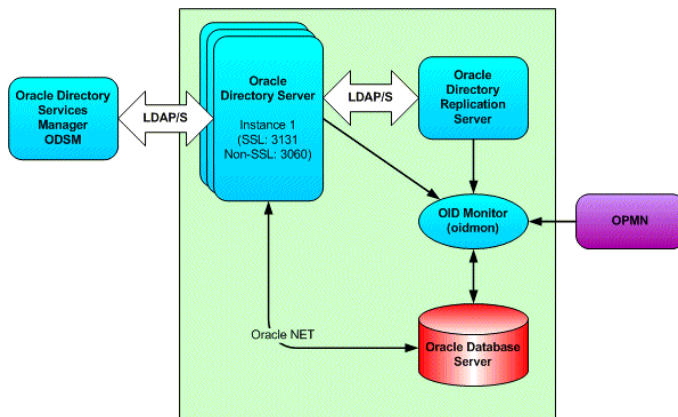 Oracle Directory
Services
Manager
ODSM
LDAP/S
Oracle
Directory Server
Instance 1
(SSL: 3131
Non-SSL: 3060)
LDAP/S
Oracle
Directory
Replication
Server
OID Monitor
(oidmon)
OPMN
Oracle NET
Oracle Database
Server